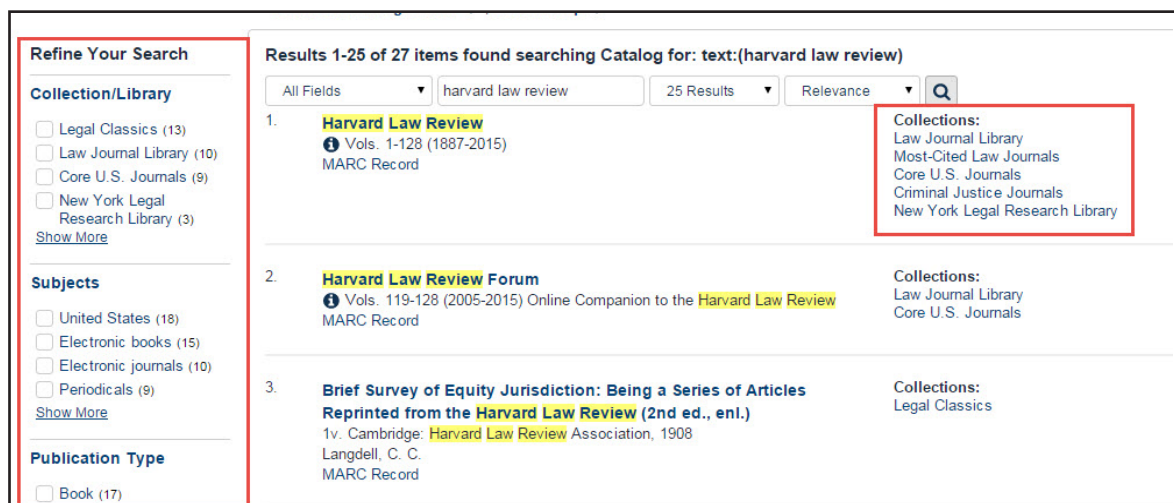 Refine Your Search
Collection/Library
Legal Classics (13)
Law Journal Library (10)
Core U.S. Journals (9)
New York Legal
Research Library (3)
Show More
Subjects
United States (18)
Electronic books (15)
Electronic journals (10)
Periodicals (9)
Show More
Publication Type
Book (17)
Results 1-25 of 27 items found searching Catalog for: text:(harvard law review)
All Fields harvard law review 25 Results Relevance
1. Harvard Law Review
Vols. 1-128 (1887-2015)
MARC Record
Collections:
Law Journal Library
Most-Cited Law Journals
Core U.S. Journals
Criminal Justice Journals
New York Legal Research Library
2. Harvard Law Review Forum
Vols. 119-128 (2005-2015) Online Companion to the Harvard Law Review
MARC Record
Collections:
Law Journal Library
Core U.S. Journals
3. Brief Survey of Equity Jurisdiction: Being a Series of Articles
Reprinted from the Harvard Law Review (2nd ed., enl.)
1v. Cambridge: Harvard Law Review Association, 1908
Langdell, C. C.
MARC Record
Collections:
Legal Classics